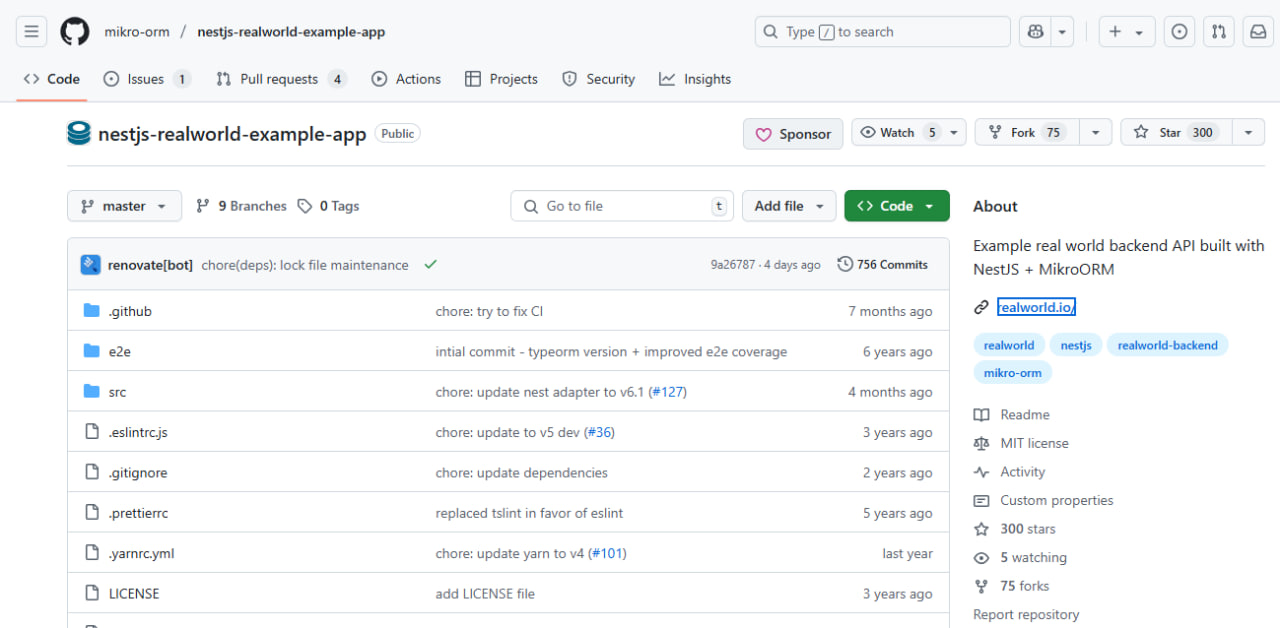 mikro-orm / nestjs-realworld-example-app
Type / to search
Code
Issues 1
Pull requests 4
Actions
Projects
Security
Insights
nestjs-realworld-example-app Public
Sponsor
Watch 5
Fork 75
Star 300
master
9 Branches
0 Tags
Go to file t
Add file
Code
renovate[bot] chore(deps): lock file maintenance
9a26787 · 4 days ago
756 Commits
.github chore: try to fix CI 7 months ago
e2e intial commit - typeorm version + improved e2e coverage 6 years ago
src chore: update nest adapter to v6.1 (#127) 4 months ago
.eslintrc.js chore: update to v5 dev (#36) 3 years ago
.gitignore chore: update dependencies 2 years ago
.prettierrc replaced tslint in favor of eslint 5 years ago
.yarnrc.yml chore: update yarn to v4 (#101) last year
LICENSE add LICENSE file 3 years ago
About
Example real world backend API built with
NestJS + MikroORM
realworld.io/
realworld nestjs realworld-backend
mikro-orm
Readme
MIT license
Activity
Custom properties
300 stars
5 watching
75 forks
Report repository